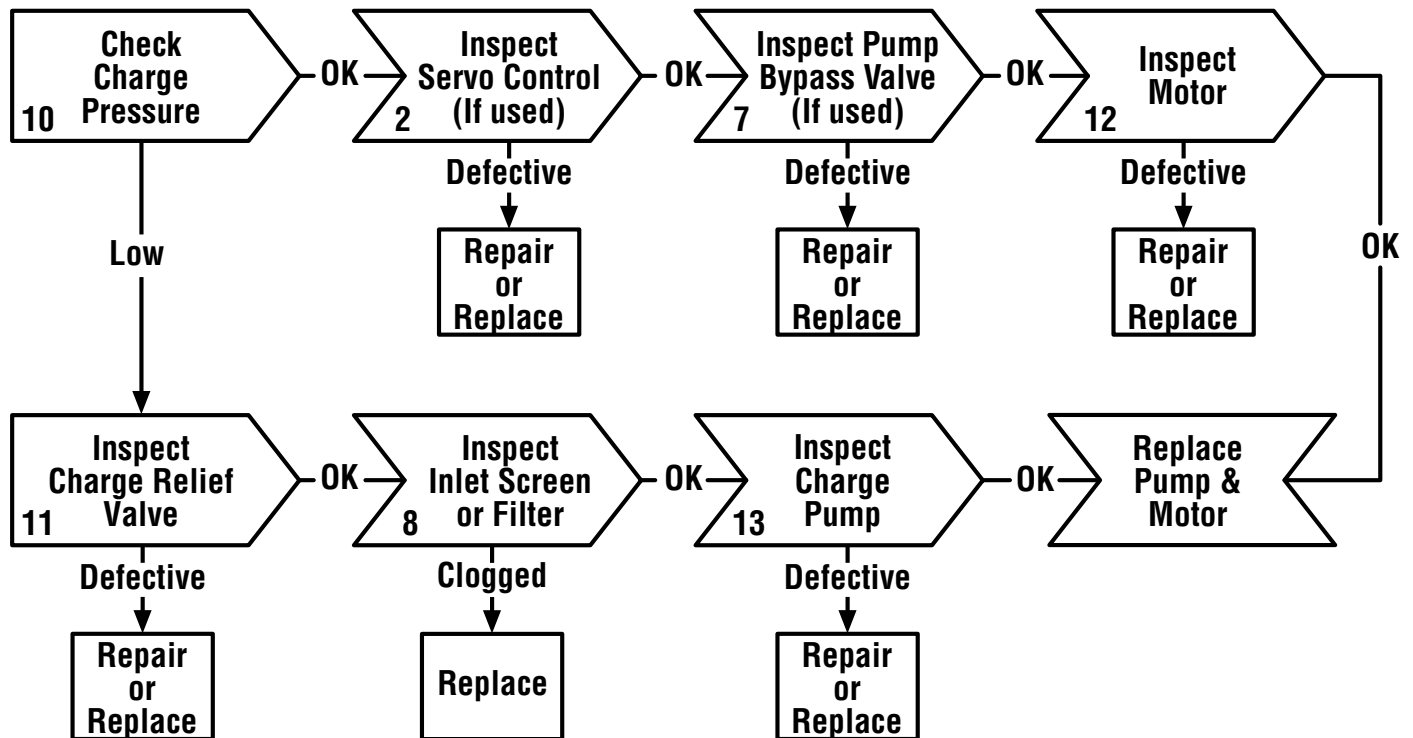 Check
Charge
Pressure
10
OK
Inspect
Servo Control
(If used)
2
OK
Inspect Pump
Bypass Valve
(If used)
7
OK
Inspect
Motor
12
Defective
Defective
Defective
Low
Repair
or
Replace
Repair
or
Replace
Repair
or
Replace
OK
Inspect
Charge Relief
Valve
11
OK
Inspect
Inlet Screen
or Filter
8
OK
Inspect
Charge
Pump
13
OK
Replace
Pump &
Motor
Defective
Clogged
Defective
Repair
or
Replace
Replace
Repair
or
Replace